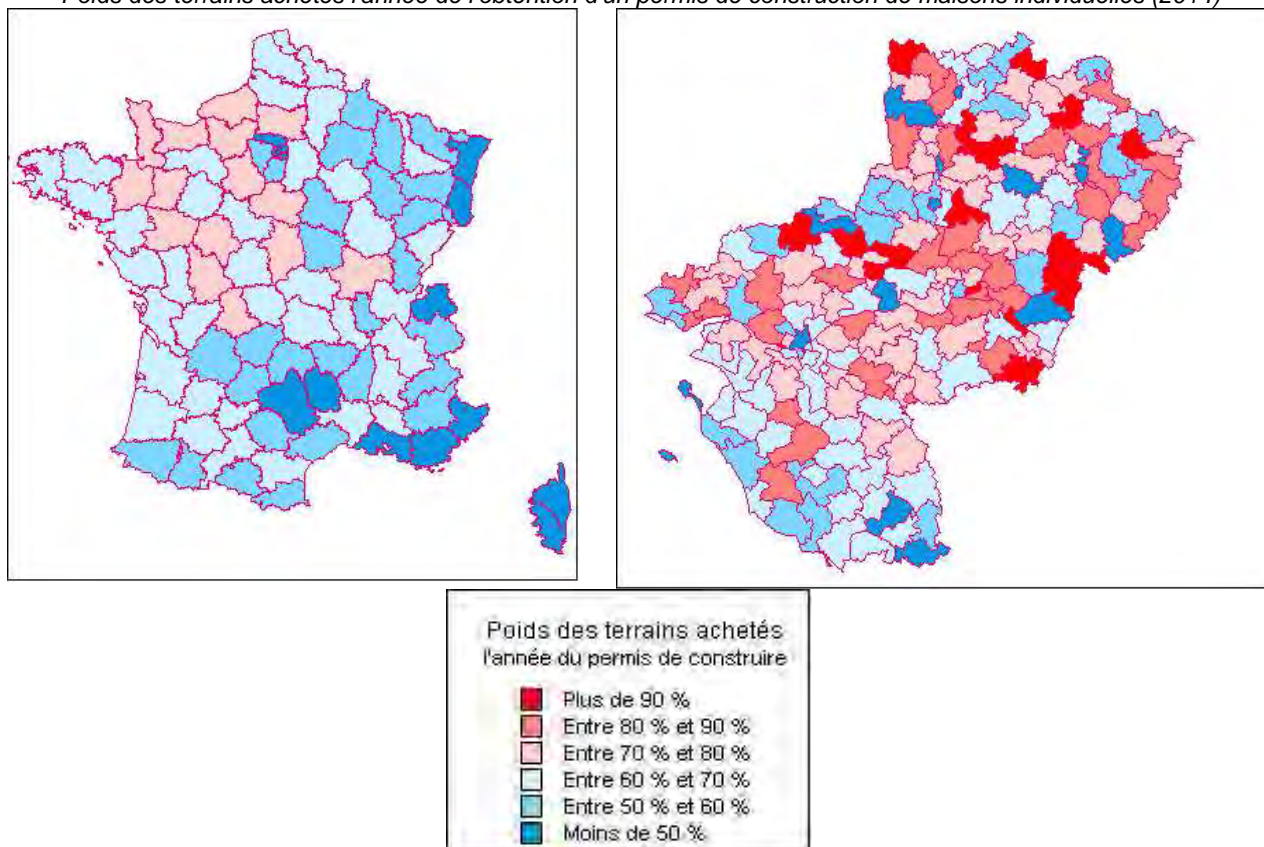 Poids des terrains achetés l'année de l'obtention d'un permis de construction de maisons individuelles (2014)
Poids des terrains achetés
l'année du permis de construire
Plus de 90 %
Entre 80 % et 90 %
Entre 70 % et 80 %
Entre 60 % et 70 %
Entre 50 % et 60 %
Moins de 50 %